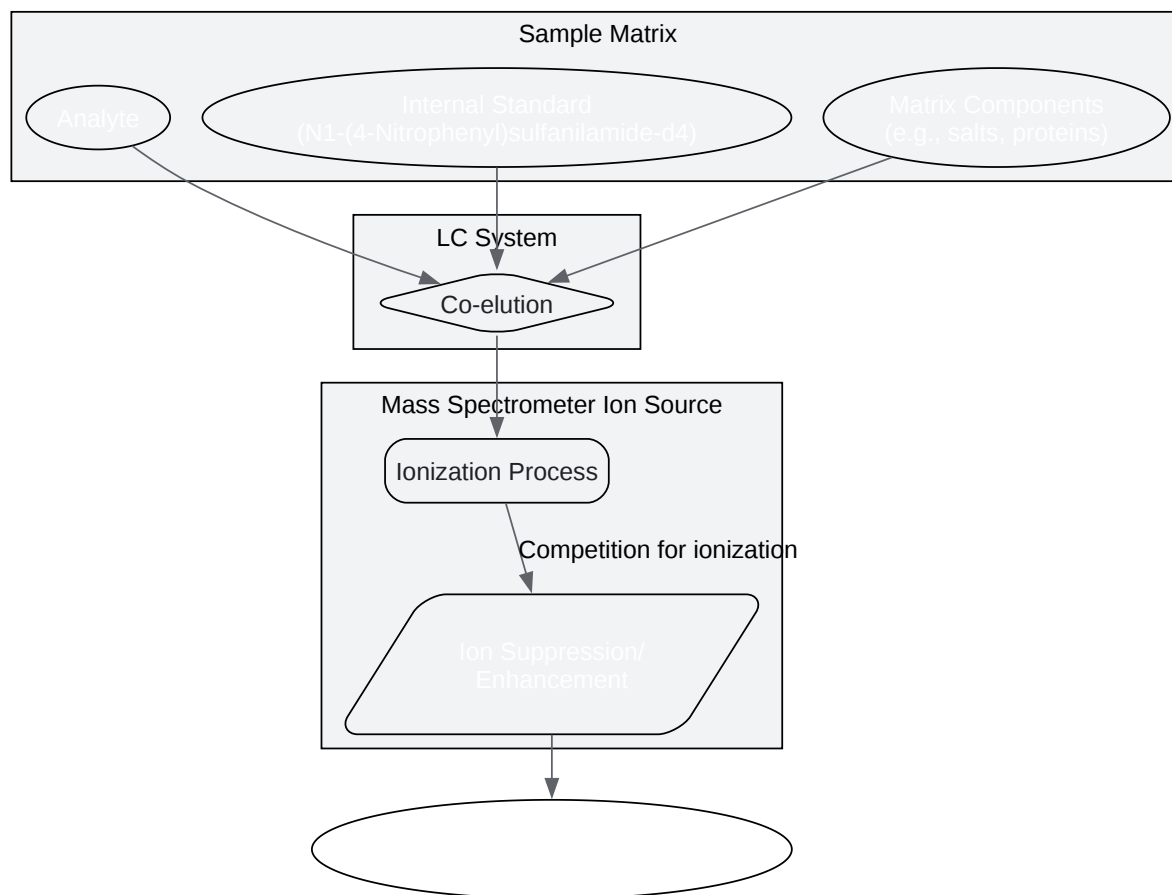 Sample Matrix
Analyte
Internal Standard
(N1-(4-Nitrophenyl)sulfanilamide-d4)
Matrix Components
(e.g., salts, proteins)
LC System
Co-elution
Mass Spectrometer Ion Source
Ionization Process
Competition for ionization
Ion Suppression/
Enhancement